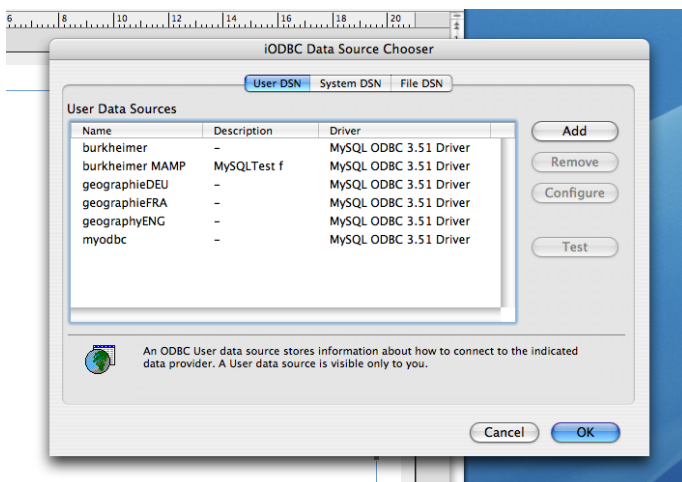 6 8 10 12 14 16 18 20
iODBC Data Source Chooser
User DSN System DSN File DSN
User Data Sources
Name Description Driver
burkheimer – MySQL ODBC 3.51 Driver
burkheimer MAMP MySQLTest f MySQL ODBC 3.51 Driver
geographieDEU – MySQL ODBC 3.51 Driver
geographieFRA – MySQL ODBC 3.51 Driver
geographyENG – MySQL ODBC 3.51 Driver
myodbc – MySQL ODBC 3.51 Driver
Add
Remove
Configure
Test
An ODBC User data source stores information about how to connect to the indicated
data provider. A User data source is visible only to you.
Cancel OK